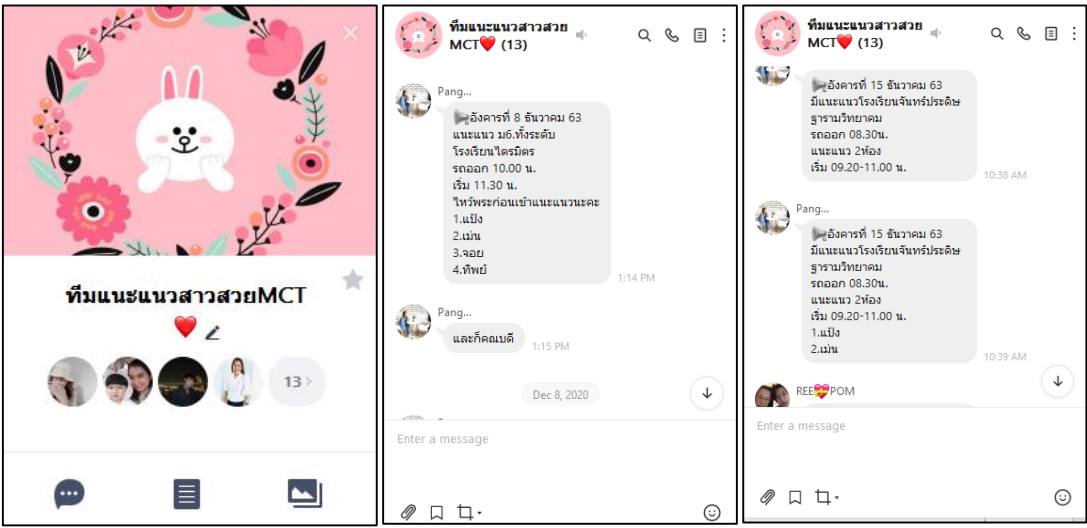 ทีมแนะแนวสาวสวยMCT
❤️
13 >
ทีมแนะแนวสาวสวย
MCT❤️ (13)
Pang...
อังคารที่ 8 ธันวาคม 63
แนะแนว ม6.ทั้งระดับ
โรงเรียนไตรมิตร
รถออก 10.00 น.
เริ่ม 11.30 น.
ไหว้พระก่อนเข้าแนะแนวนะคะ
1.แป้ง
2.เม่น
3.จอย
4.ทิพย์
1:14 PM
Pang...
และก็คณบดี
1:15 PM
Dec 8, 2020
Enter a message
ทีมแนะแนวสาวสวย
MCT❤️ (13)
อังคารที่ 15 ธันวาคม 63
มีแนะแนวโรงเรียนจันทร์ประดิษ
ฐารามวิทยาคม
รถออก 08.30น.
แนะแนว 2ห้อง
เริ่ม 09.20-11.00 น.
10:38 AM
Pang...
อังคารที่ 15 ธันวาคม 63
มีแนะแนวโรงเรียนจันทร์ประดิษ
ฐารามวิทยาคม
รถออก 08.30น.
แนะแนว 2ห้อง
เริ่ม 09.20-11.00 น.
1.แป้ง
2.เม่น
10:39 AM
REE💝POM
Enter a message